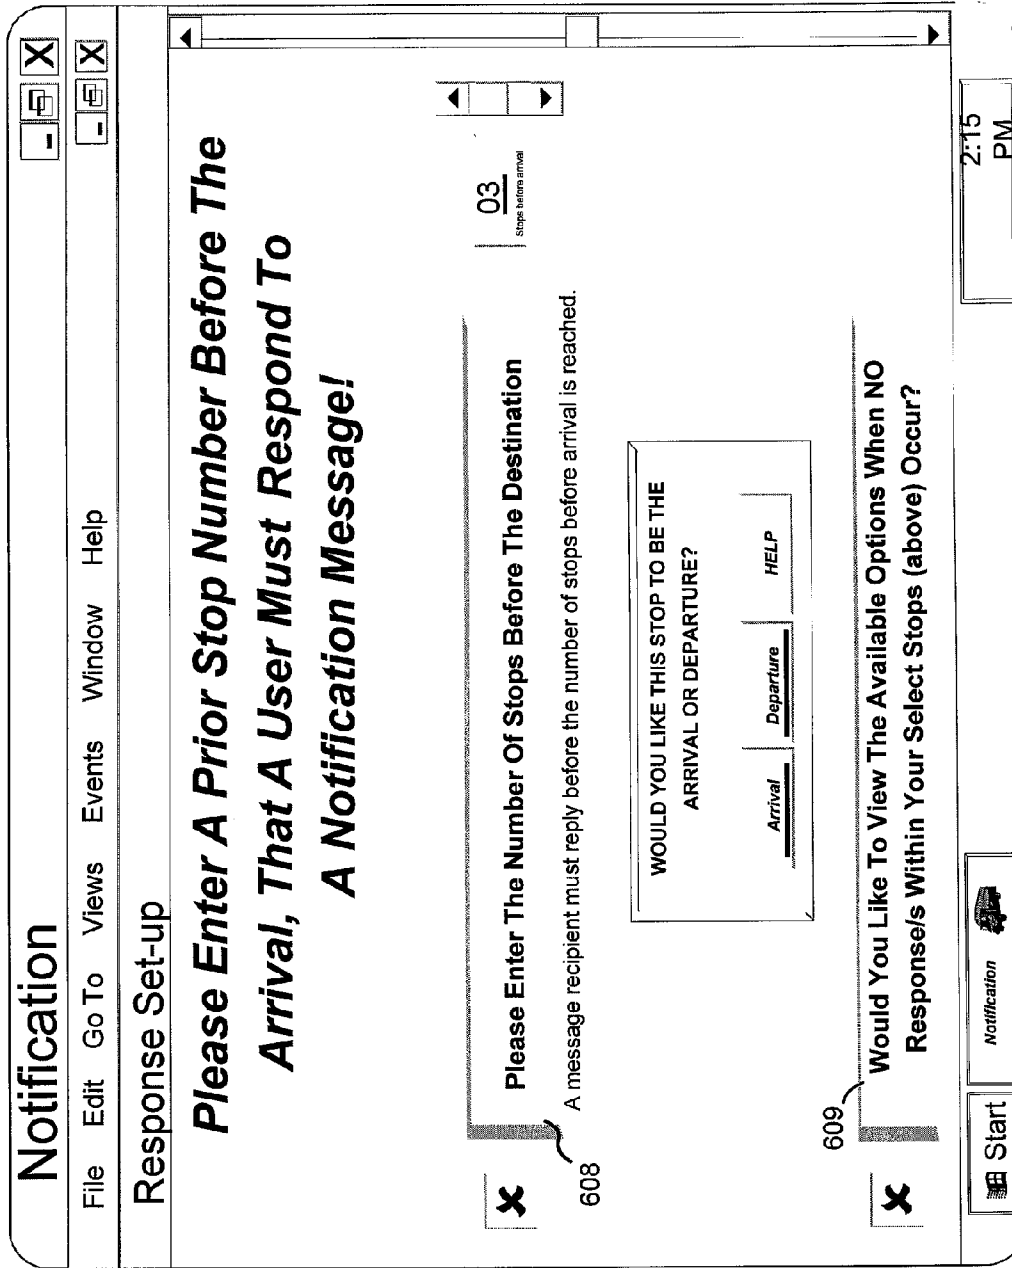 Notification
File Edit Go To Views Events Window Help
Response Set-up
Please Enter A Prior Stop Number Before The
Arrival, That A User Must Respond To
A Notification Message!
Please Enter The Number Of Stops Before The Destination
03
Stops before arrival
A message recipient must reply before the number of stops before arrival is reached.
608
WOULD YOU LIKE THIS STOP TO BE THE
ARRIVAL OR DEPARTURE?
Arrival Departure HELP
609
Would You Like To View The Available Options When NO
Response/s Within Your Select Stops (above) Occur?
Start
Notification
2:15
PM